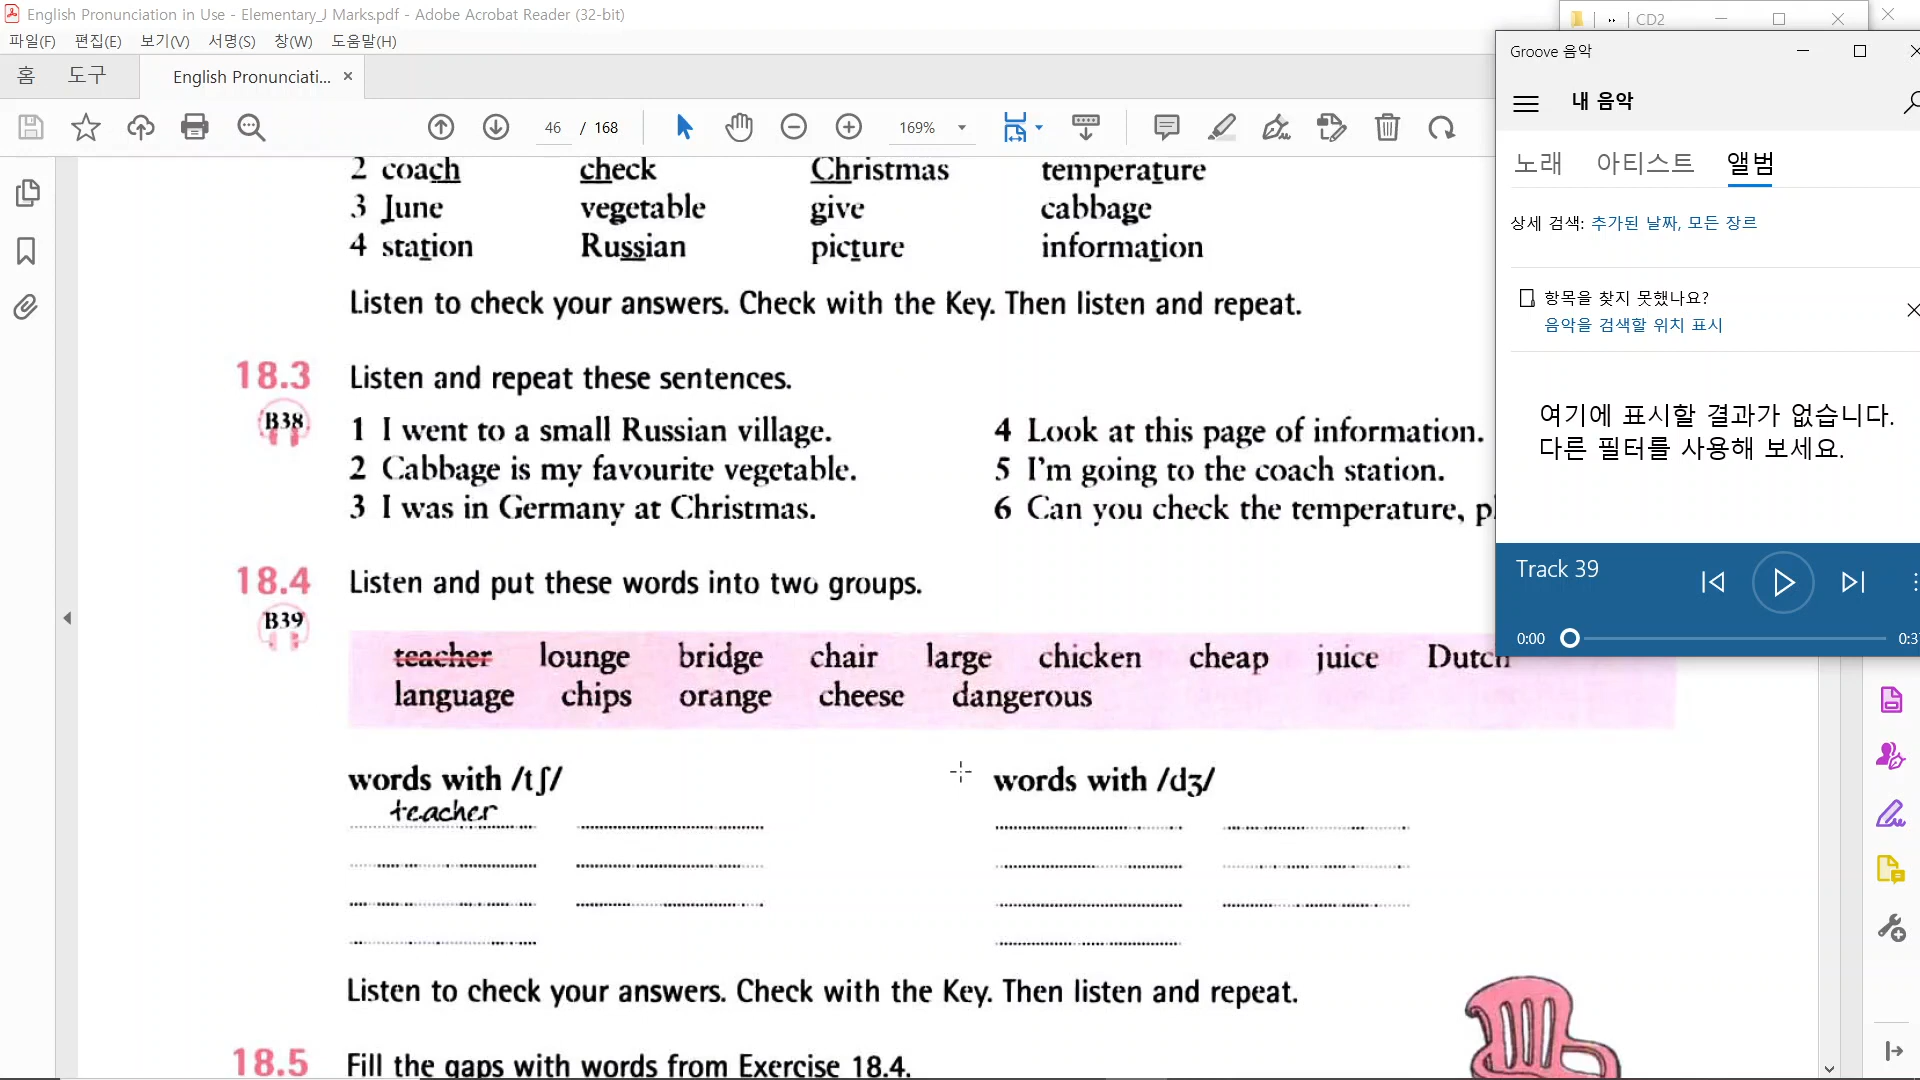 English Pronunciation in Use - Elementary_J Marks.pdf - Adobe Acrobat Reader (32-bit)
파일(F) 편집(E) 보기(V) 서명(S) 창(W) 도움말(H)
홈 도구 English Pronunciati... ×
46 / 168 169%
2 coach check Christmas temperature
3 June vegetable give cabbage
4 station Russian picture information
Listen to check your answers. Check with the Key. Then listen and repeat.
18.3 Listen and repeat these sentences.
B38
1 I went to a small Russian village.
2 Cabbage is my favourite vegetable.
3 I was in Germany at Christmas.
4 Look at this page of information.
5 I'm going to the coach station.
6 Can you check the temperature,
18.4 Listen and put these words into two groups.
B39
teacher lounge bridge chair large chicken cheap juice Dutch
language chips orange cheese dangerous
words with /tʃ/ words with /dʒ/
teacher
Listen to check your answers. Check with the Key. Then listen and repeat.
18.5 Fill the gaps with words from Exercise 18.4.
CD2
Groove 음악
내 음악
노래 아티스트 앨범
상세 검색: 추가된 날짜, 모든 장르
항목을 찾지 못했나요?
음악을 검색할 위치 표시
여기에 표시할 결과가 없습니다.
다른 필터를 사용해 보세요.
Track 39
0:00